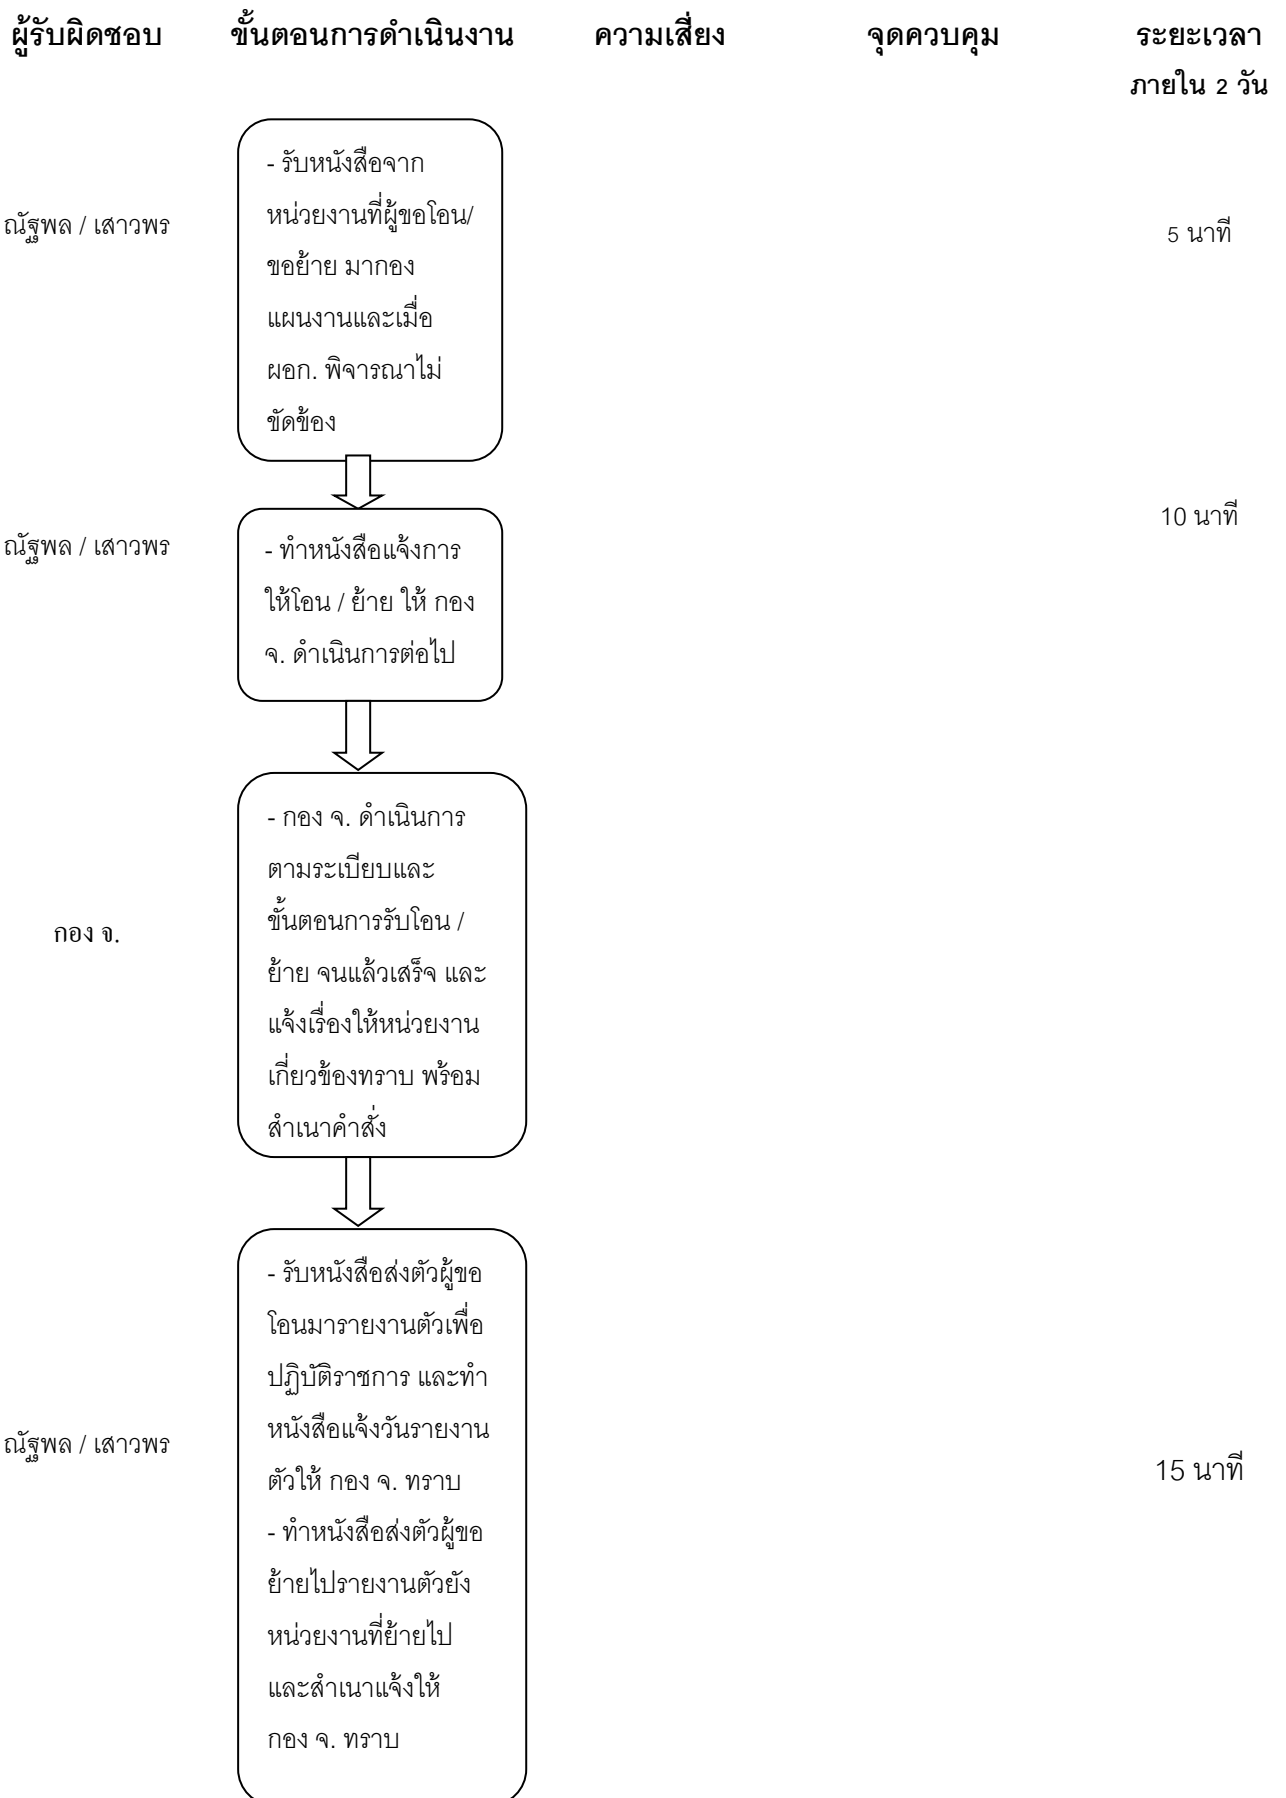 ผู้รับผิดชอบ ขั้นตอนการดำเนินงาน ความเสี่ยง จุดควบคุม ระยะเวลา
ภายใน 2 วัน
- รับหนังสือจาก
หน่วยงานที่ผู้ขอโอน/
ขอย้าย มากอง
แผนงานและเมื่อ
ผอก. พิจารณาไม่
ขัดข้อง
ณัฐพล / เสาวพร
5 นาที
- ทำหนังสือแจ้งการ
ให้โอน / ย้าย ให้ กอง
จ. ดำเนินการต่อไป
ณัฐพล / เสาวพร
10 นาที
- กอง จ. ดำเนินการ
ตามระเบียบและ
ขั้นตอนการรับโอน /
ย้าย จนแล้วเสร็จ และ
แจ้งเรื่องให้หน่วยงาน
เกี่ยวข้องทราบ พร้อม
สำเนาคำสั่ง
กอง จ.
- รับหนังสือส่งตัวผู้ขอ
โอนมารายงานตัวเพื่อ
ปฏิบัติราชการ และทำ
หนังสือแจ้งวันรายงาน
ตัวให้ กอง จ. ทราบ
- ทำหนังสือส่งตัวผู้ขอ
ย้ายไปรายงานตัวยัง
หน่วยงานที่ย้ายไป
และสำเนาแจ้งให้
กอง จ. ทราบ
ณัฐพล / เสาวพร
15 นาที